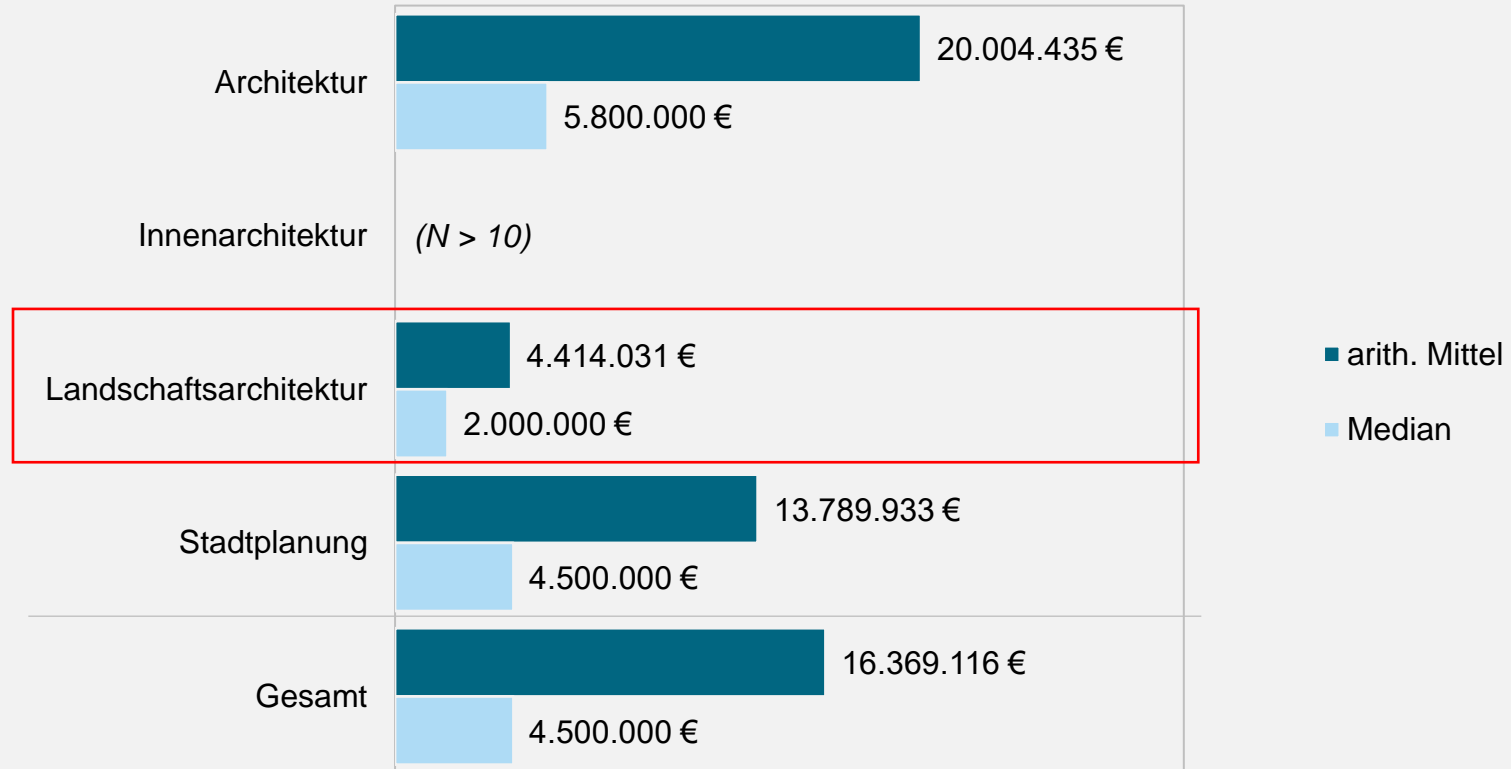 Architektur
20.004.435 €
5.800.000 €
Innenarchitektur
(N > 10)
Landschaftsarchitektur
4.414.031 €
2.000.000 €
Stadtplanung
13.789.933 €
4.500.000 €
Gesamt
16.369.116 €
4.500.000 €
arith. Mittel
Median